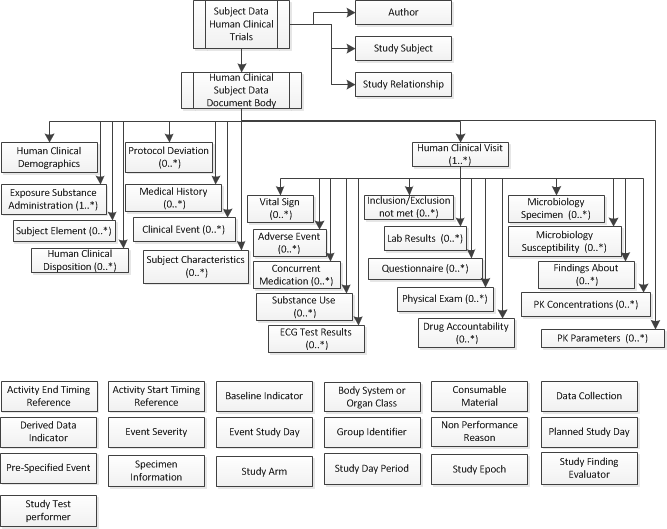 Subject Data
Human Clinical
Trials
Author
Study Subject
Study Relationship
Human Clinical
Subject Data
Document Body
Human Clinical
Demographics
Exposure Substance
Administration (1..*)
Subject Element (0..*)
Human Clinical
Disposition (0..*)
Protocol Deviation
(0..*)
Medical History
(0..*)
Clinical Event (0..*)
Subject Characteristics
(0..*)
Human Clinical Visit
(1..*)
Vital Sign
(0..*)
Adverse Event
(0..*)
Concurrent
Medication (0..*)
Substance Use
(0..*)
ECG Test Results
(0..*)
Inclusion/Exclusion
not met (0..*)
Lab Results (0..*)
Questionnaire (0..*)
Physical Exam (0..*)
Drug Accountability
(0..*)
Microbiology
Specimen (0..*)
Microbiology
Susceptibility (0..*)
Findings About
(0..*)
PK Concentrations (0..*)
PK Parameters (0..*)
Activity End Timing
Reference
Activity Start Timing
Reference
Baseline Indicator
Body System or
Organ Class
Consumable
Material
Data Collection
Derived Data
Indicator
Event Severity
Event Study Day
Group Identifier
Non Performance
Reason
Planned Study Day
Pre-Specified Event
Specimen
Information
Study Arm
Study Day Period
Study Epoch
Study Finding
Evaluator
Study Test
performer